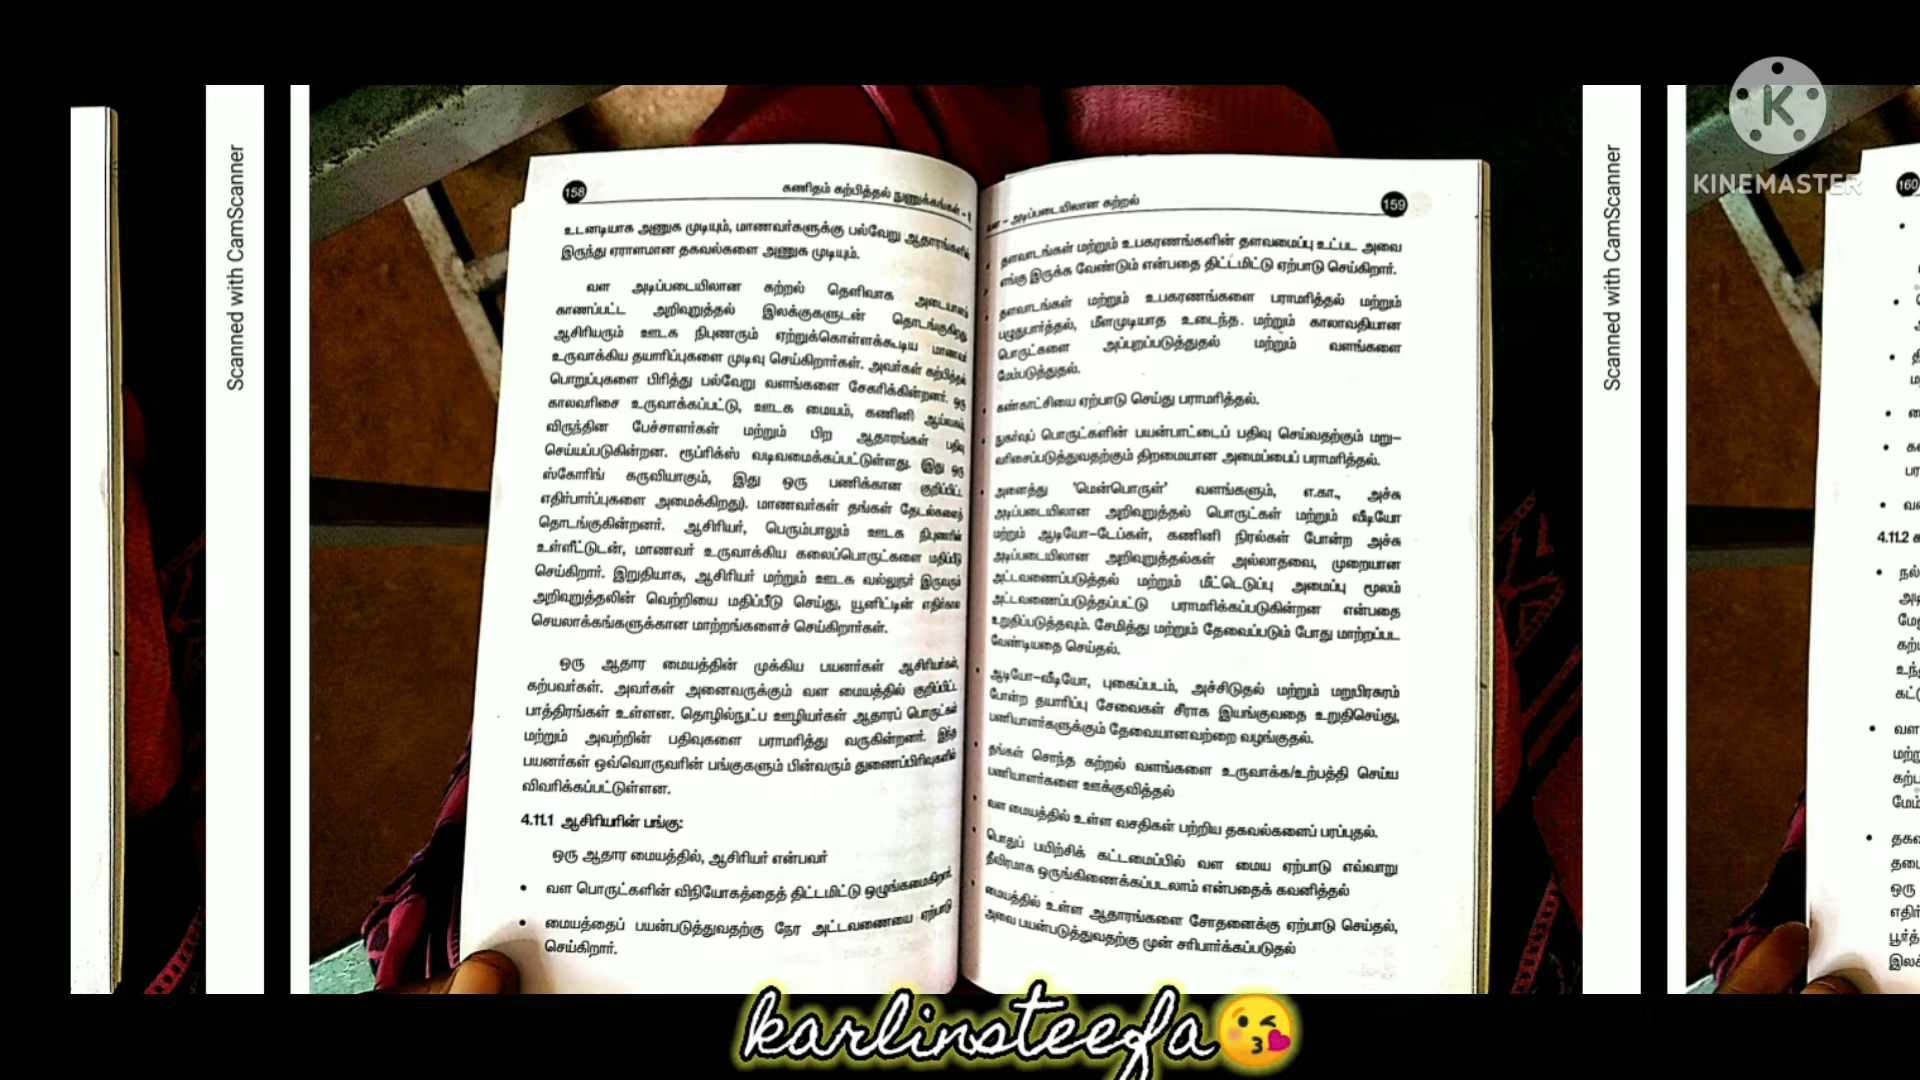 Scanned with CamScanner
158
கணிதம் கற்பித்தல் நுணுக்கங்கள் - I
உடனடியாக அணுக முடியும், மாணவர்களுக்கு பல்வேறு ஆதாரங்களில்
இருந்து ஏராளமான தகவல்களை அணுக முடியும்.
வள அடிப்படையிலான கற்றல் தெளிவாக அடையாளம்
காணப்பட்ட அறிவுறுத்தல் இலக்குகளுடன் தொடங்குகிறது
ஆசிரியரும் ஊடக நிபுணரும் ஏற்றுக்கொள்ளக்கூடிய மாணவர்
உருவாக்கிய தயாரிப்புகளை முடிவு செய்கிறார்கள். அவர்கள் கற்பித்தல்
பொறுப்புகளை பிரித்து பல்வேறு வளங்களை சேகரிக்கின்றனர். ஒரு
காலவரிசை உருவாக்கப்பட்டு, ஊடக மையம், கணினி ஆய்வகம்,
விருந்தின பேச்சாளர்கள் மற்றும் பிற ஆதாரங்கள் பதிவு
செய்யப்படுகின்றன. ரூப்ரிக்ஸ் வடிவமைக்கப்பட்டுள்ளது. இது ஒரு
ஸ்கோரிங் கருவியாகும், இது ஒரு பணிக்கான குறிப்பிட்ட
எதிர்பார்ப்புகளை அமைக்கிறது). மாணவர்கள் தங்கள் தேடல்களைத்
தொடங்குகின்றனர். ஆசிரியர், பெரும்பாலும் ஊடக நிபுணரின்
உள்ளீட்டுடன், மாணவர் உருவாக்கிய கலைப்பொருட்களை மதிப்பீடு
செய்கிறார். இறுதியாக, ஆசிரியர் மற்றும் ஊடக வல்லுநர் இருவரும்
அறிவுறுத்தலின் வெற்றியை மதிப்பீடு செய்து, யூனிட்டின் எதிர்கால
செயலாக்கங்களுக்கான மாற்றங்களைச் செய்கிறார்கள்.
ஒரு ஆதார மையத்தின் முக்கிய பயனர்கள் ஆசிரியர்கள்,
கற்பவர்கள். அவர்கள் அனைவருக்கும் வள மையத்தில் குறிப்பிட்ட
பாத்திரங்கள் உள்ளன. தொழில்நுட்ப ஊழியர்கள் ஆதாரப் பொருட்கள்
மற்றும் அவற்றின் பதிவுகளை பராமரித்து வருகின்றனர். இந்த
பயனர்கள் ஒவ்வொருவரின் பங்குகளும் பின்வரும் துணைப்பிரிவுகளில்
விவரிக்கப்பட்டுள்ளன.
4.11.1 ஆசிரியரின் பங்கு:
ஒரு ஆதார மையத்தில், ஆசிரியர் என்பவர்
• வள பொருட்களின் விநியோகத்தைத் திட்டமிட்டு ஒழுங்கமைகிறார்.
• மையத்தைப் பயன்படுத்துவதற்கு நேர அட்டவணையை ஏற்பாடு
செய்கிறார்.
வள – அடிப்படையிலான கற்றல்
159
• தளவாடங்கள் மற்றும் உபகரணங்களின் தளவமைப்பு உட்பட அவை
எங்கு இருக்க வேண்டும் என்பதை திட்டமிட்டு ஏற்பாடு செய்கிறார்.
• தளவாடங்கள் மற்றும் உபகரணங்களை பராமரித்தல் மற்றும்
பழுதுபார்த்தல், மீளமுடியாத உடைந்த. மற்றும் காலாவதியான
பொருட்களை அப்புறப்படுத்துதல் மற்றும் வளங்களை
மேம்படுத்துதல்.
• கண்காட்சியை ஏற்பாடு செய்து பராமரித்தல்.
• நுகர்வுப் பொருட்களின் பயன்பாட்டைப் பதிவு செய்வதற்கும் மறு–
வரிசைப்படுத்துவதற்கும் திறமையான அமைப்பைப் பராமரித்தல்.
• அனைத்து 'மென்பொருள்' வளங்களும், எ.கா., அச்சு
அடிப்படையிலான அறிவுறுத்தல் பொருட்கள் மற்றும் வீடியோ
மற்றும் ஆடியோ–டேப்கள், கணினி நிரல்கள் போன்ற அச்சு
அடிப்படையிலான அறிவுறுத்தல்கள் அல்லாதவை, முறையான
அட்டவணைப்படுத்தல் மற்றும் மீட்டெடுப்பு அமைப்பு மூலம்
அட்டவணைப்படுத்தப்பட்டு பராமரிக்கப்படுகின்றன என்பதை
உறுதிப்படுத்தவும். சேமித்து மற்றும் தேவைப்படும் போது மாற்றப்பட
வேண்டியதை செய்தல்.
• ஆடியோ–வீடியோ, புகைப்படம், அச்சிடுதல் மற்றும் மறுபிரசுரம்
போன்ற தயாரிப்பு சேவைகள் சீராக இயங்குவதை உறுதிசெய்து,
பணியாளர்களுக்கும் தேவையானவற்றை வழங்குதல்.
• தங்கள் சொந்த கற்றல் வளங்களை உருவாக்க/உற்பத்தி செய்ய
பணியாளர்களை ஊக்குவித்தல்
• வள மையத்தில் உள்ள வசதிகள் பற்றிய தகவல்களைப் பரப்புதல்.
• பொதுப் பயிற்சிக் கட்டமைப்பில் வள மைய ஏற்பாடு எவ்வாறு
தீவிரமாக ஒருங்கிணைக்கப்படலாம் என்பதைக் கவனித்தல்
• மையத்தில் உள்ள ஆதாரங்களை சோதனைக்கு ஏற்பாடு செய்தல்,
அவை பயன்படுத்துவதற்கு முன் சரிபார்க்கப்படுதல்
Scanned with CamScanner
KINEMASTER
160
4.11.2
karlinsteefa😘